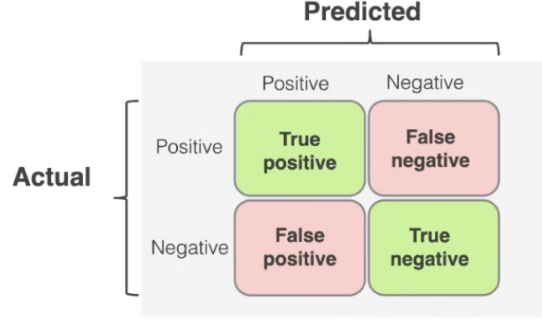 Predicted
Positive Negative
Actual
Positive
True
positive
False
negative
Negative
False
positive
True
negative